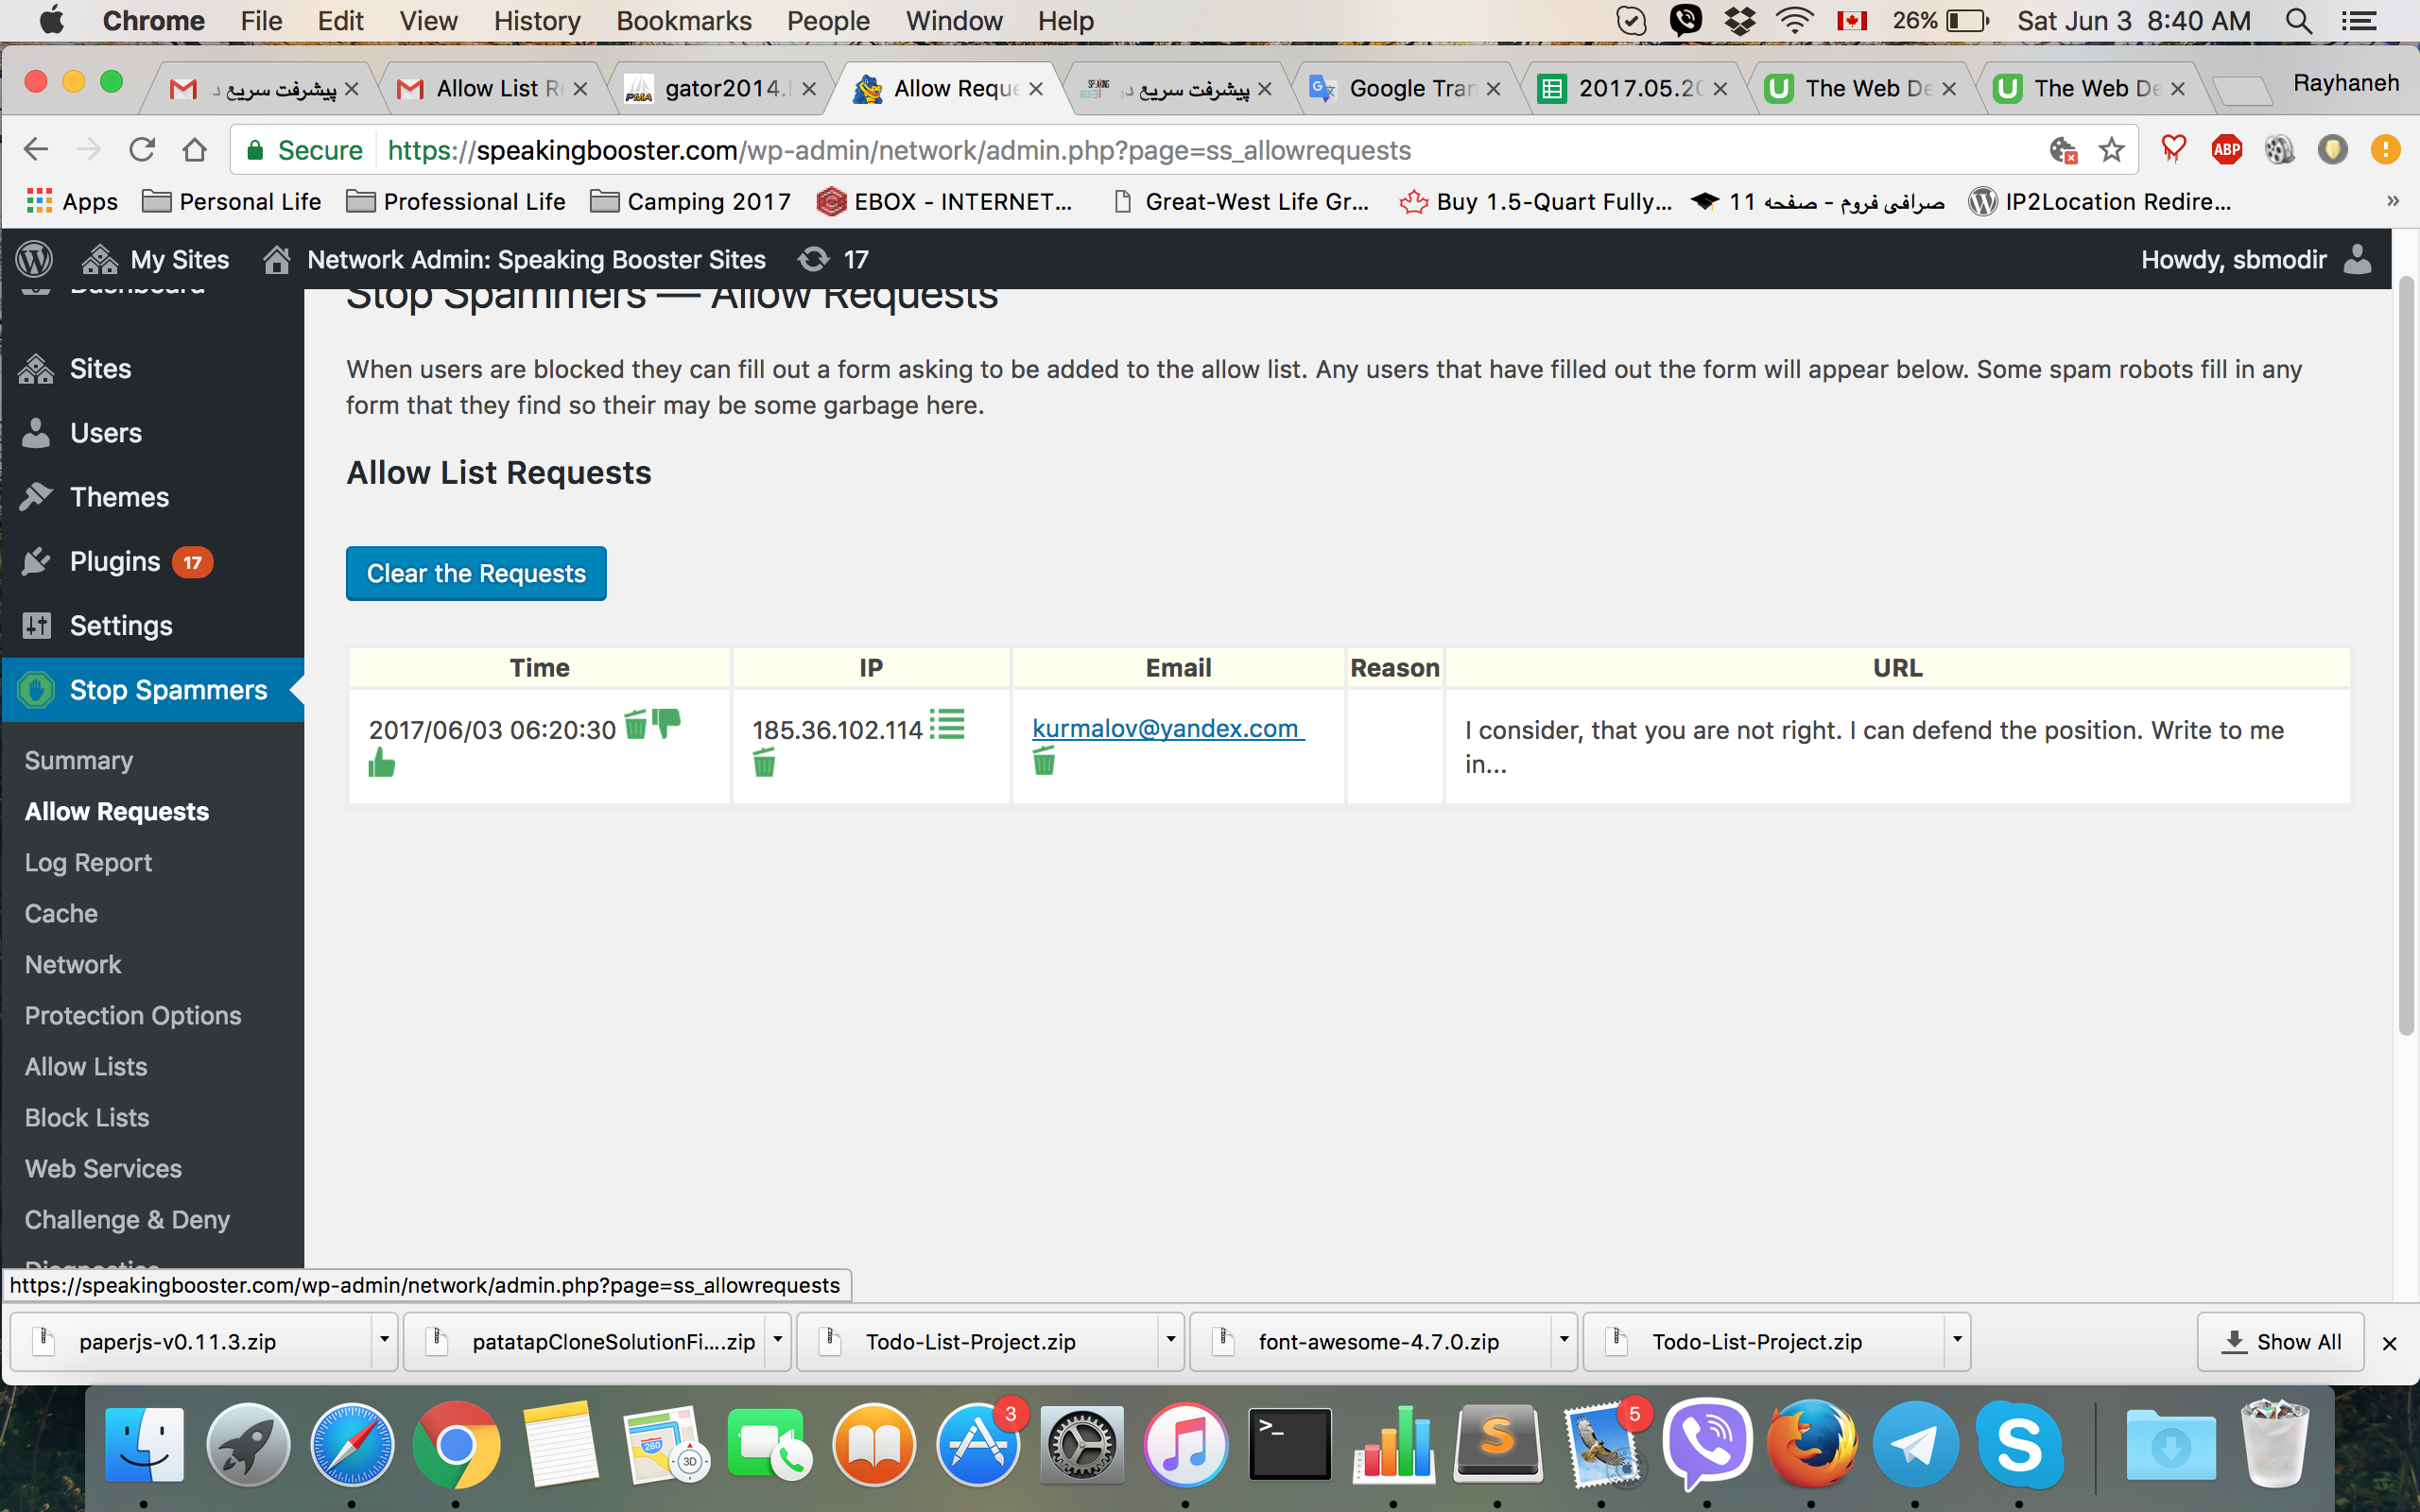 Chrome File Edit View History Bookmarks People Window Help 26% Sat Jun 3 8:40 AM
پیشرفت سریع در Allow List R gator2014. Allow Reque پیشرفت سریع در Google Tran 2017.05.20 The Web De The Web De Rayhaneh
Secure https://speakingbooster.com/wp-admin/network/admin.php?page=ss_allowrequests ABP
Apps Personal Life Professional Life Camping 2017 EBOX - INTERNET... Great-West Life Gr... Buy 1.5-Quart Fully... صرافی فروم - صفحه 11 IP2Location Redire... »
My Sites Network Admin: Speaking Booster Sites 17 Howdy, sbmodir
Dashboard
Sites
Users
Themes
Plugins 17
Settings
Stop Spammers
Summary
Allow Requests
Log Report
Cache
Network
Protection Options
Allow Lists
Block Lists
Web Services
Challenge & Deny
Diagnostics
Stop Spammers — Allow Requests
When users are blocked they can fill out a form asking to be added to the allow list. Any users that have filled out the form will appear below. Some spam robots fill in any
form that they find so their may be some garbage here.
Allow List Requests
Clear the Requests
Time IP Email Reason URL
2017/06/03 06:20:30 185.36.102.114 kurmalov@yandex.com I consider, that you are not right. I can defend the position. Write to me
in...
https://speakingbooster.com/wp-admin/network/admin.php?page=ss_allowrequests
paperjs-v0.11.3.zip patatapCloneSolutionFi....zip Todo-List-Project.zip font-awesome-4.7.0.zip Todo-List-Project.zip Show All
280 3D 3 >_ S 5 S